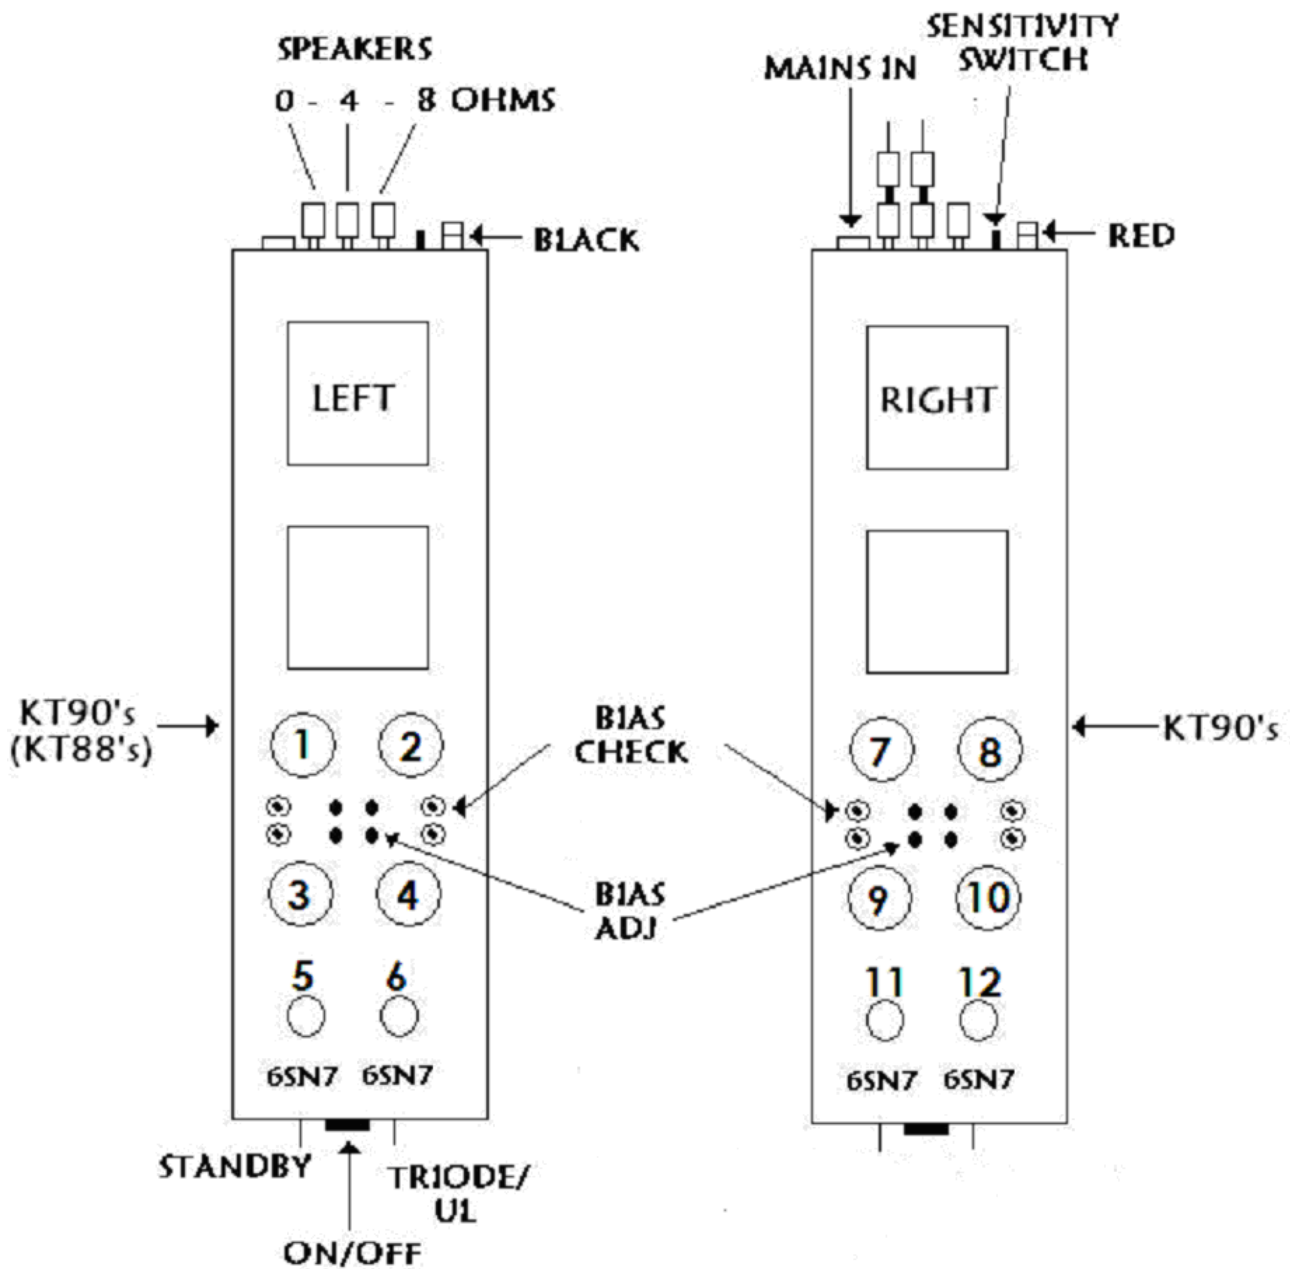 SPEAKERS
0 - 4 - 8 OHMS
BLACK
LEFT
KT90's
(KT88's)
1 2
3 4
5 6
6SN7 6SN7
STANDBY
TRIODE/
UL
ON/OFF
BIAS
CHECK
BIAS
ADJ
SENSITIVITY
SWITCH
MAINS IN
RED
RIGHT
KT90's
7 8
9 10
11 12
6SN7 6SN7